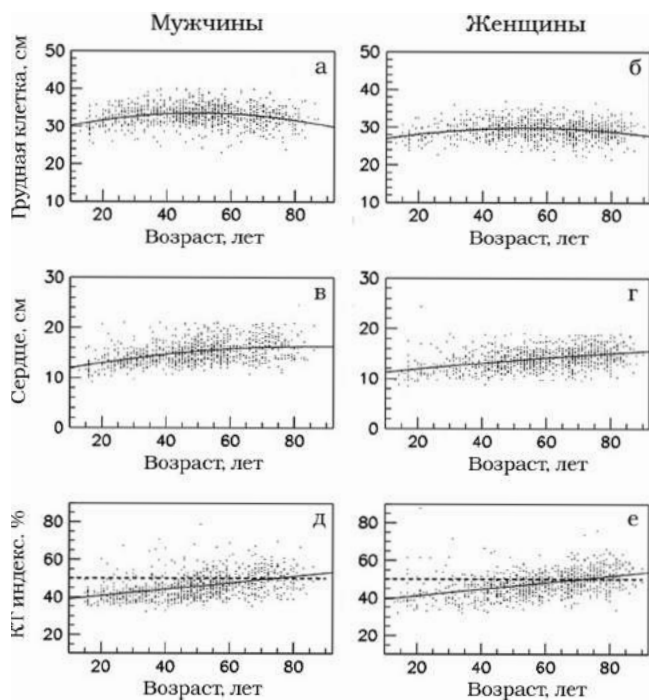 Мужчины
Женщины
Грудная клетка, см
50
40
30
20
10
а
20 40 60 80
Возраст, лет
50
40
30
20
10
б
20 40 60 80
Возраст, лет
Сердце, см
30
20
10
0
в
20 40 60 80
Возраст, лет
30
20
10
0
г
20 40 60 80
Возраст, лет
КТ индекс. %
80
60
40
20
д
20 40 60 80
Возраст, лет
80
60
40
20
е
20 40 60 80
Возраст, лет